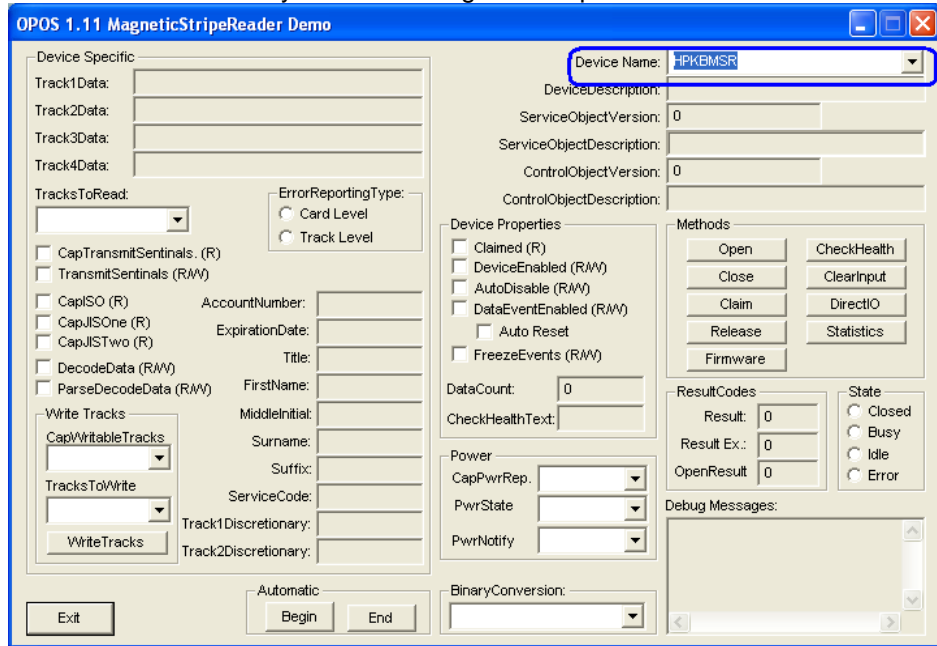 OPOS 1.11 MagneticStripeReader Demo
Device Specific
Track1Data:
Track2Data:
Track3Data:
Track4Data:
TracksToRead:
ErrorReportingType:
Card Level
Track Level
CapTransmitSentinals. (R)
TransmitSentinals (R/W)
CapISO (R)
CapJISOne (R)
CapJISTwo (R)
DecodeData (R/W)
ParseDecodeData (R/W)
AccountNumber:
ExpirationDate:
Title:
FirstName:
MiddleInitial:
Surname:
Suffix:
ServiceCode:
Track1Discretionary:
Track2Discretionary:
Write Tracks
CapWritableTracks
TracksToWrite
WriteTracks
Exit
Automatic
Begin End
Device Name: HPKBMSR
DeviceDescription:
ServiceObjectVersion: 0
ServiceObjectDescription:
ControlObjectVersion: 0
ControlObjectDescription:
Device Properties
Claimed (R)
DeviceEnabled (R/W)
AutoDisable (R/W)
DataEventEnabled (R/W)
Auto Reset
FreezeEvents (R/W)
DataCount: 0
CheckHealthText:
Power
CapPwrRep.
PwrState
PwrNotify
BinaryConversion:
Methods
Open CheckHealth
Close ClearInput
Claim DirectIO
Release Statistics
Firmware
ResultCodes
Result: 0
Result Ex.: 0
OpenResult 0
State
Closed
Busy
Idle
Error
Debug Messages: